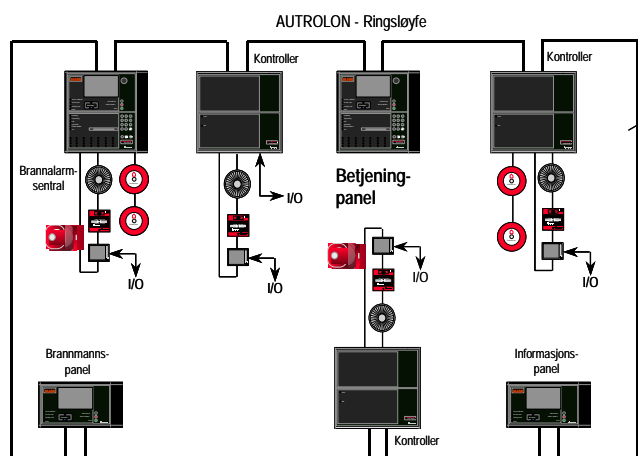 AUTROLON - Ringsløyfe
Kontroller
Kontroller
Brannalarm-
sentral
I/O
Betjening-
panel
I/O
I/O
I/O
I/O
Brannmanns-
panel
Informasjons-
panel
Kontroller